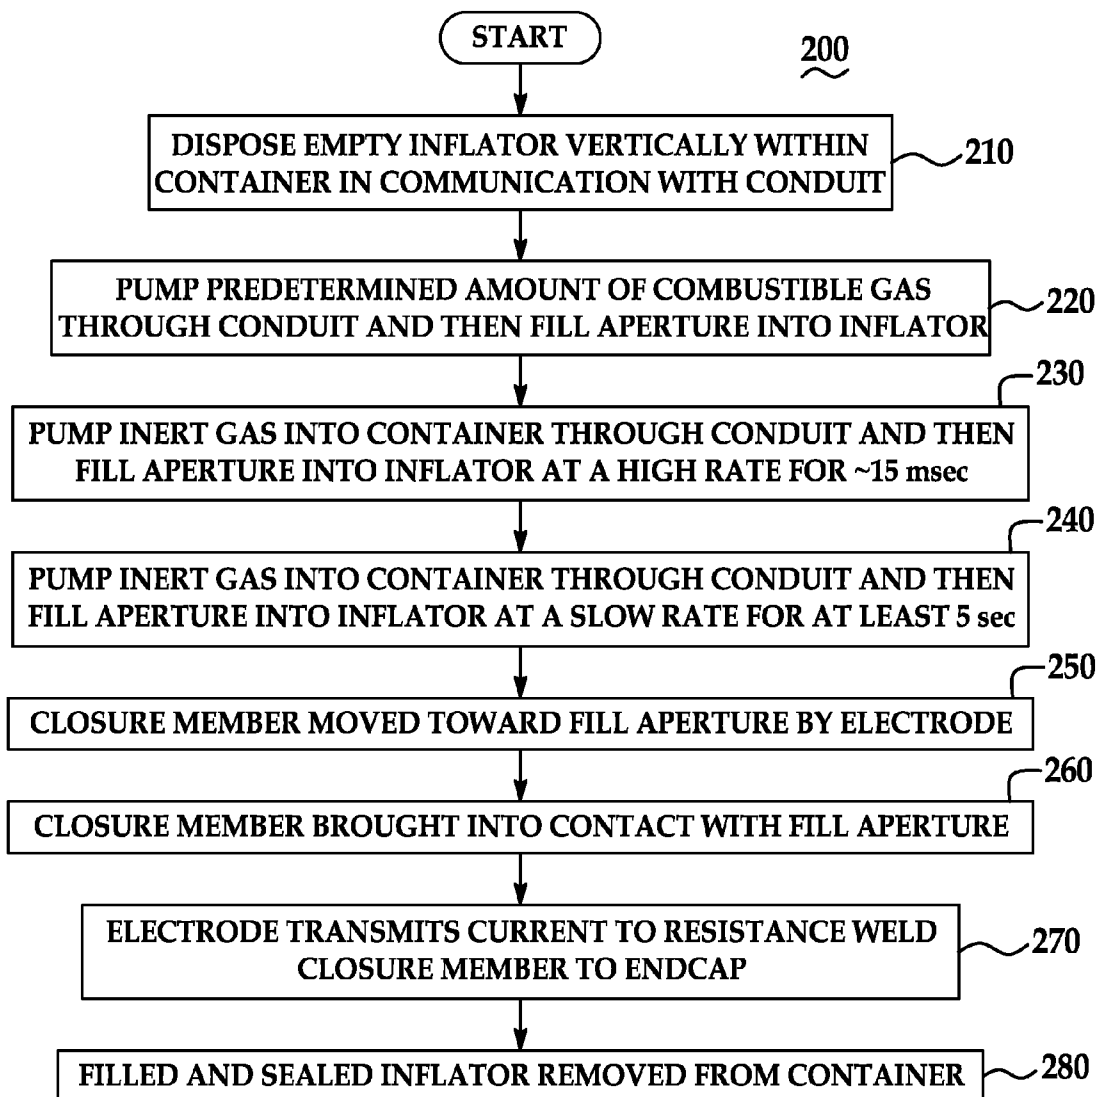 START
200
DISPOSE EMPTY INFLATOR VERTICALLY WITHIN
CONTAINER IN COMMUNICATION WITH CONDUIT
210
PUMP PREDETERMINED AMOUNT OF COMBUSTIBLE GAS
THROUGH CONDUIT AND THEN FILL APERTURE INTO INFLATOR
220
230
PUMP INERT GAS INTO CONTAINER THROUGH CONDUIT AND THEN
FILL APERTURE INTO INFLATOR AT A HIGH RATE FOR ~15 msec
240
PUMP INERT GAS INTO CONTAINER THROUGH CONDUIT AND THEN
FILL APERTURE INTO INFLATOR AT A SLOW RATE FOR AT LEAST 5 sec
250
CLOSURE MEMBER MOVED TOWARD FILL APERTURE BY ELECTRODE
260
CLOSURE MEMBER BROUGHT INTO CONTACT WITH FILL APERTURE
ELECTRODE TRANSMITS CURRENT TO RESISTANCE WELD
CLOSURE MEMBER TO ENDCAP
270
FILLED AND SEALED INFLATOR REMOVED FROM CONTAINER
280